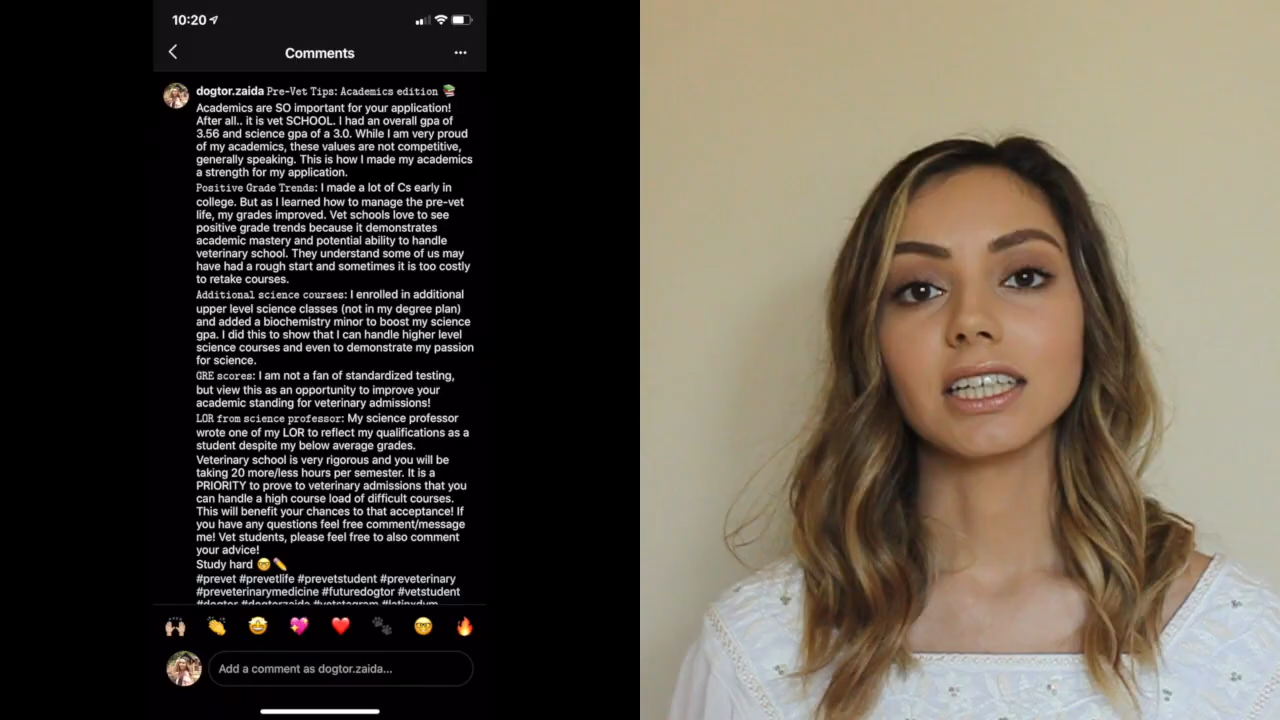 10:20
Comments
dogtor.zaida Pre-Vet Tips: Academics edition 📚
Academics are SO important for your application!
After all.. it is vet SCHOOL. I had an overall gpa of
3.56 and science gpa of a 3.0. While I am very proud
of my academics, these values are not competitive,
generally speaking. This is how I made my academics
a strength for my application.
Positive Grade Trends: I made a lot of Cs early in
college. But as I learned how to manage the pre-vet
life, my grades improved. Vet schools love to see
positive grade trends because it demonstrates
academic mastery and potential ability to handle
veterinary school. They understand some of us may
have had a rough start and sometimes it is too costly
to retake courses.
Additional science courses: I enrolled in additional
upper level science classes (not in my degree plan)
and added a biochemistry minor to boost my science
gpa. I did this to show that I can handle higher level
science courses and even to demonstrate my passion
for science.
GRE scores: I am not a fan of standardized testing,
but view this as an opportunity to improve your
academic standing for veterinary admissions!
LOR from science professor: My science professor
wrote one of my LOR to reflect my qualifications as a
student despite my below average grades.
Veterinary school is very rigorous and you will be
taking 20 more/less hours per semester. It is a
PRIORITY to prove to veterinary admissions that you
can handle a high course load of difficult courses.
This will benefit your chances to that acceptance! If
you have any questions feel free comment/message
me! Vet students, please feel free to also comment
your advice!
Study hard 🤓✏️
#prevet #prevetlife #prevetstudent #preveterinary
#preveterinarymedicine #futuredogtor #vetstudent
#dogtor #dogtorzaida #vetstagram #latinxdvm
Add a comment as dogtor.zaida...